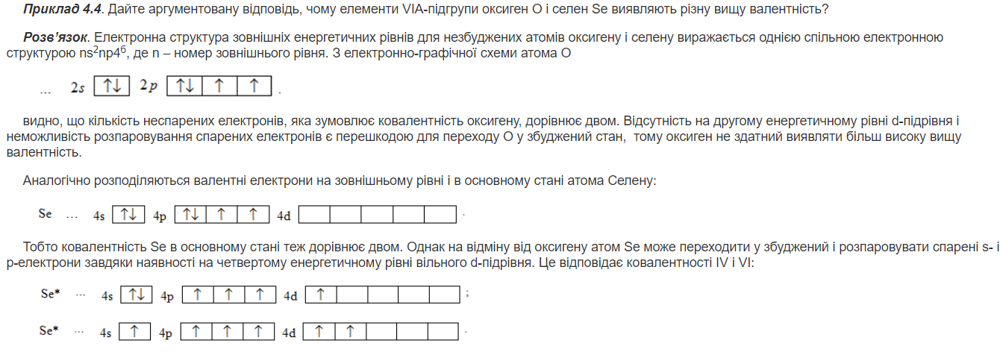 Приклад 4.4. Дайте аргументовану відповідь, чому елементи VIA-підгрупи оксиген О і селен Se виявляють різну вищу валентність?
Розв’язок. Електронна структура зовнішніх енергетичних рівнів для незбуджених атомів оксигену і селену виражається однією спільною електронною
структурою ns²np4⁶, де n – номер зовнішнього рівня. З електронно-графічної схеми атома О
... 2s ↑↓ 2p ↑↓ ↑ ↑ .
видно, що кількість неспарених електронів, яка зумовлює ковалентність оксигену, дорівнює двом. Відсутність на другому енергетичному рівні d-підрівня і
неможливість розпаровування спарених електронів є перешкодою для переходу О у збуджений стан, тому оксиген не здатний виявляти більш високу вищу
валентність.
Аналогічно розподіляються валентні електрони на зовнішньому рівні і в основному стані атома Селену:
Se ... 4s ↑↓ 4p ↑↓ ↑ ↑ 4d .
Тобто ковалентність Se в основному стані теж дорівнює двом. Однак на відміну від оксигену атом Se може переходити у збуджений і розпаровувати спарені s- і
р-електрони завдяки наявності на четвертому енергетичному рівні вільного d-підрівня. Це відповідає ковалентності IV і VI:
Se* ... 4s ↑↓ 4p ↑ ↑ ↑ 4d ↑ ;
Se* ... 4s ↑ 4p ↑ ↑ ↑ 4d ↑ ↑ .